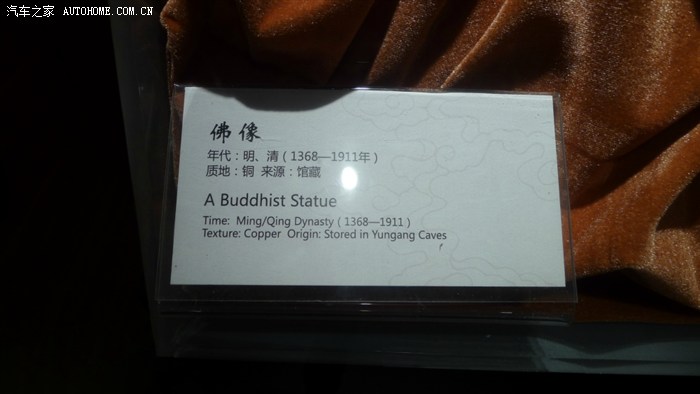 汽车之家 AUTOHOME.COM.CN
佛像
年代：明、清（1368—1911年）
质地：铜 来源：馆藏
A Buddhist Statue
Time: Ming/Qing Dynasty（1368—1911）
Texture: Copper Origin: Stored in Yungang Caves